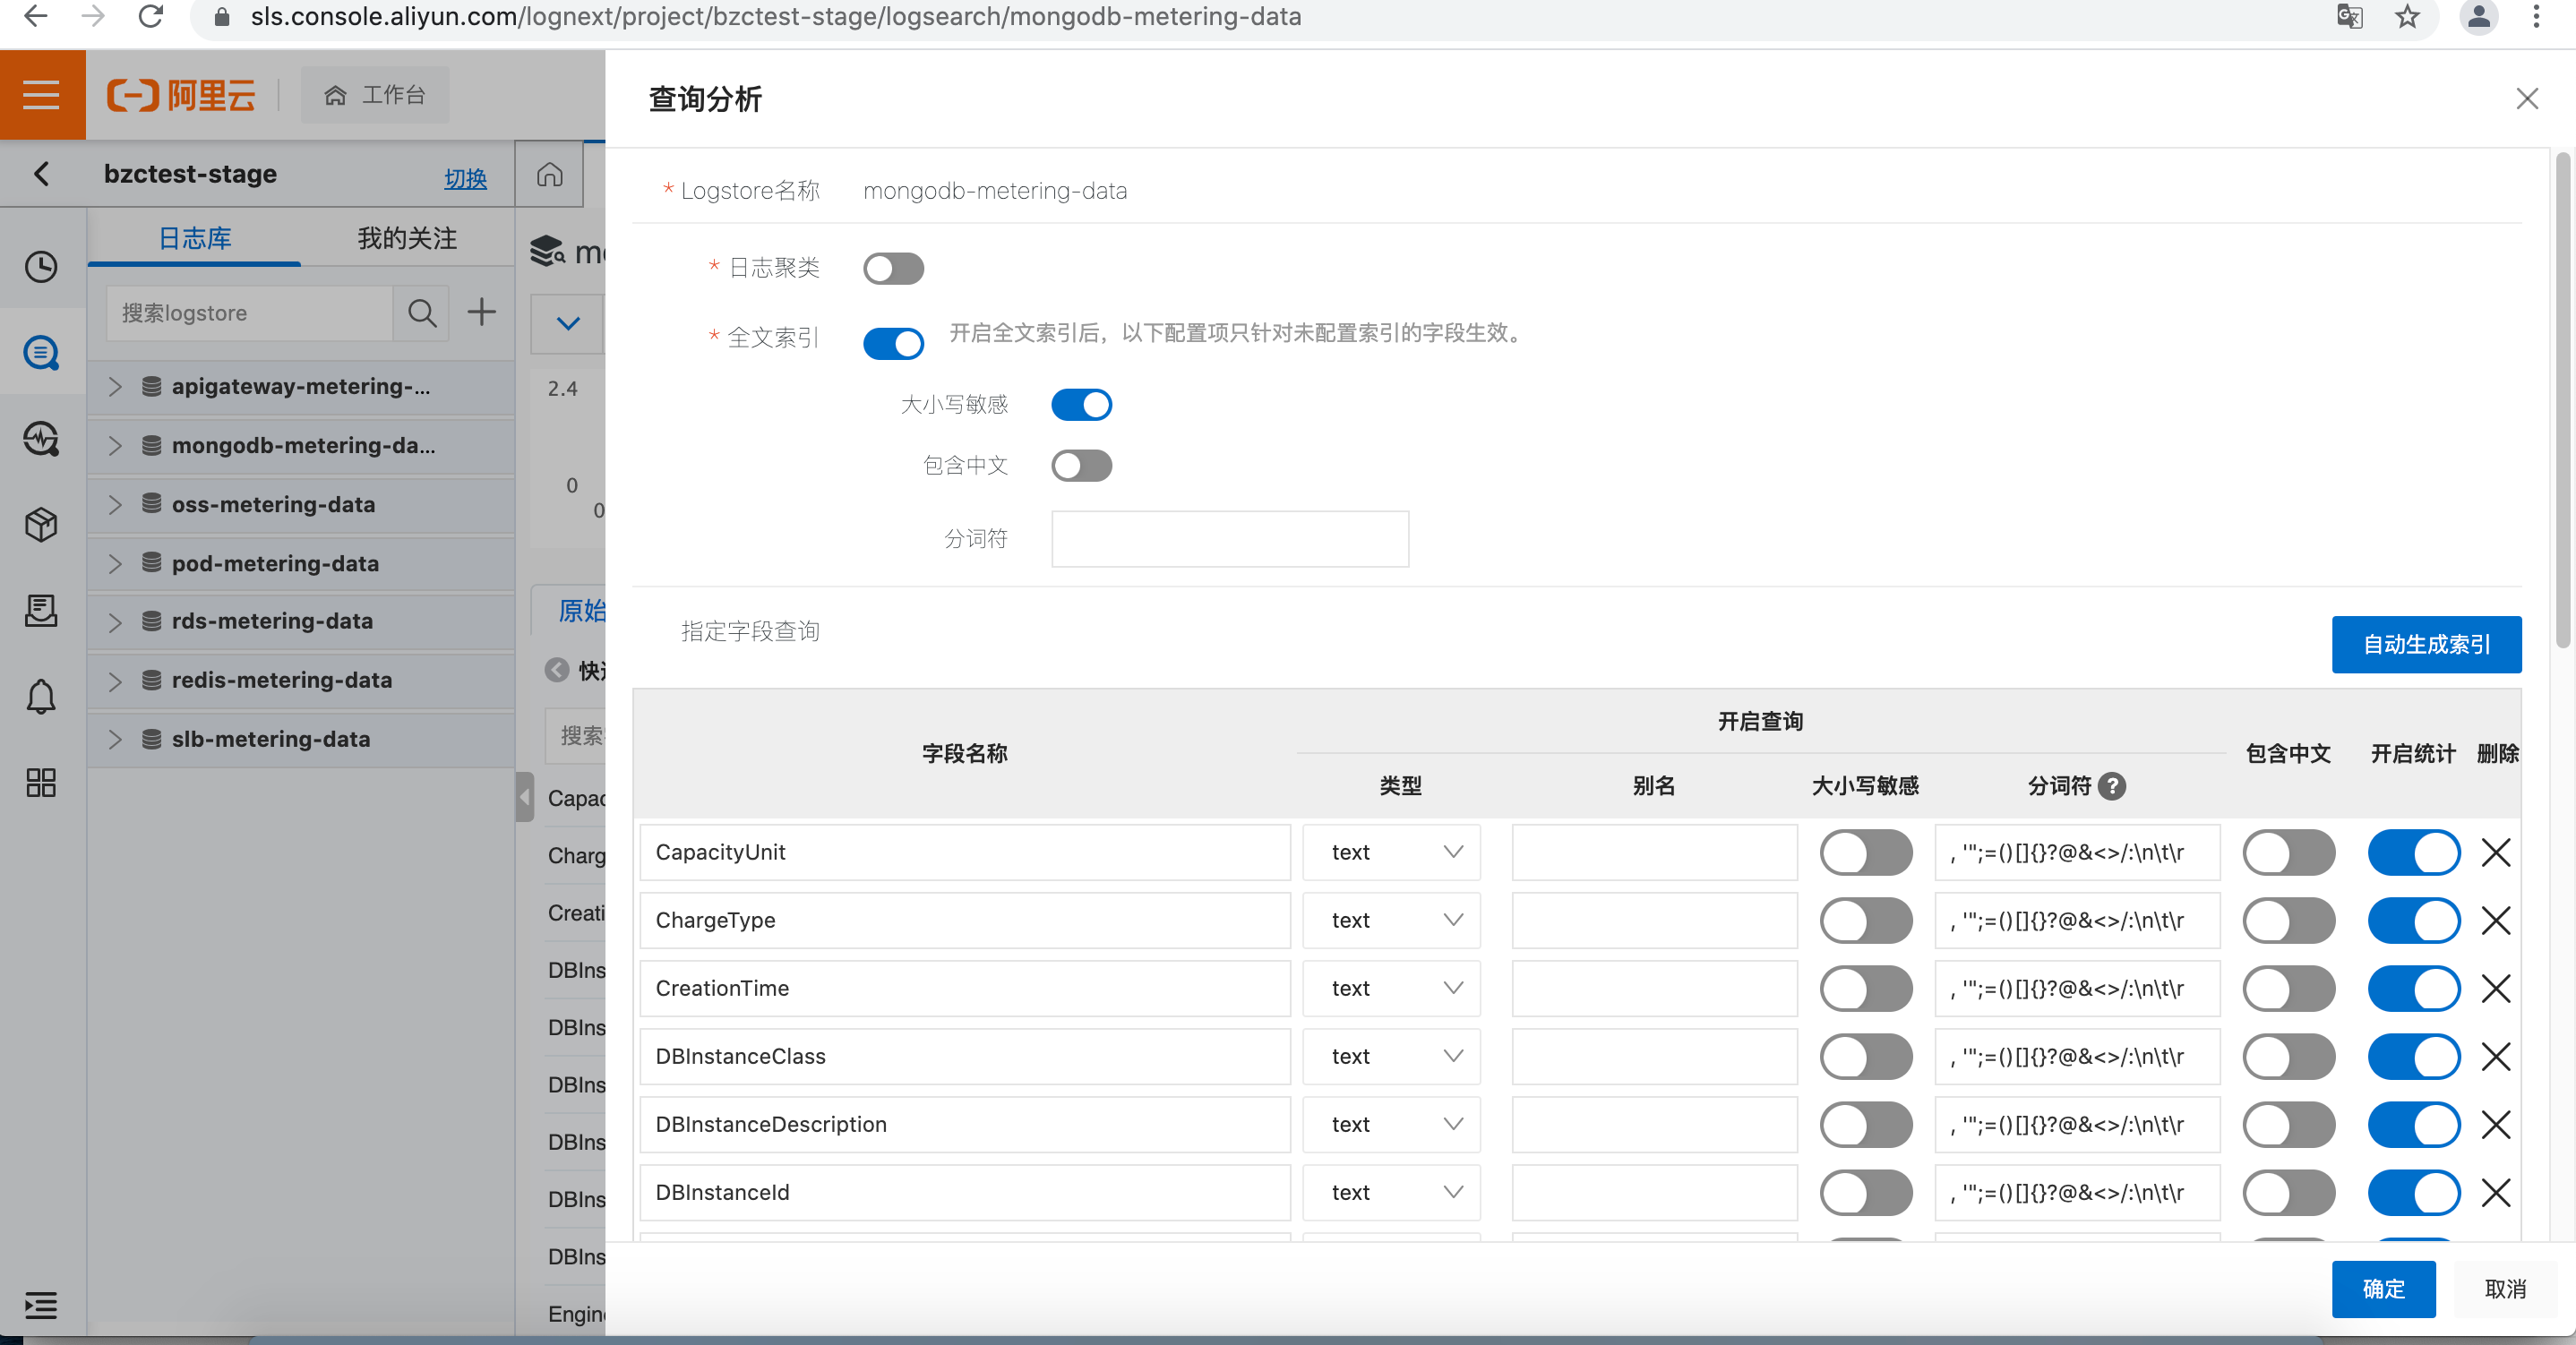 sls.console.aliyun.com/lognext/project/bzctest-stage/logsearch/mongodb-metering-data
阿里云
工作台
bzctest-stage
切换
日志库
我的关注
搜索logstore
apigateway-metering-...
mongodb-metering-da...
oss-metering-data
pod-metering-data
rds-metering-data
redis-metering-data
slb-metering-data
2.4
0
0
原始
搜索
Capac
Charg
Creati
DBIns
DBIns
DBIns
DBIns
DBIns
DBIns
Engin
查询分析
* Logstore名称 mongodb-metering-data
* 日志聚类
* 全文索引 开启全文索引后，以下配置项只针对未配置索引的字段生效。
大小写敏感
包含中文
分词符
指定字段查询
自动生成索引
字段名称 开启查询 包含中文 开启统计 删除
类型 别名 大小写敏感 分词符 ?
CapacityUnit text , '";=()[]{}?@&<>/:\n\t\r
ChargeType text , '";=()[]{}?@&<>/:\n\t\r
CreationTime text , '";=()[]{}?@&<>/:\n\t\r
DBInstanceClass text , '";=()[]{}?@&<>/:\n\t\r
DBInstanceDescription text , '";=()[]{}?@&<>/:\n\t\r
DBInstanceId text , '";=()[]{}?@&<>/:\n\t\r
确定
取消